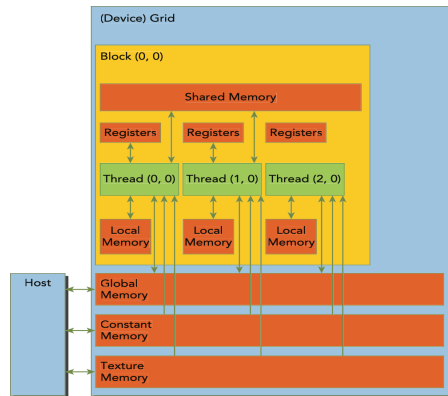 (Device) Grid
Block (0, 0)
Shared Memory
Registers
Registers
Registers
Thread (0, 0)
Thread (1, 0)
Thread (2, 0)
Local
Memory
Local
Memory
Local
Memory
Host
Global
Memory
Constant
Memory
Texture
Memory